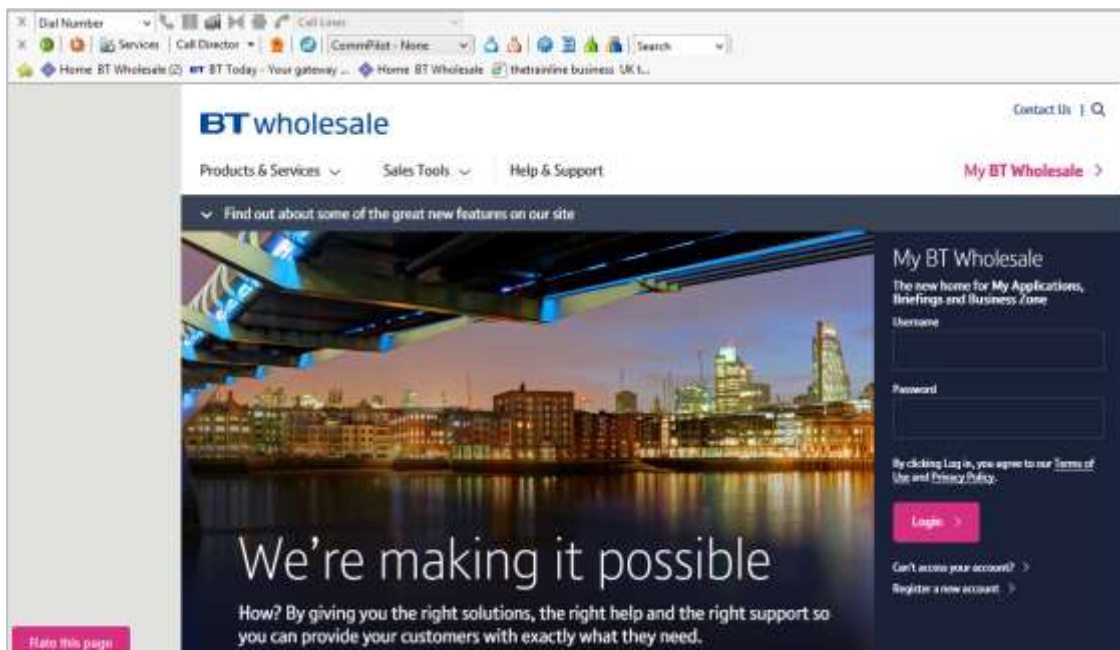 Dial Number
Call Lines
Services Call Director CommPilot - None Search
Home BT Wholesale (2) BT BT Today - Your gateway ... Home BT Wholesale thetrainline business UK t...
Contact Us
BT wholesale
Products & Services Sales Tools Help & Support My BT Wholesale
Find out about some of the great new features on our site
My BT Wholesale
The new home for My Applications,
Briefings and Business Zone
Username
Password
By clicking Log in, you agree to our Terms of
Use and Privacy Policy.
Login
Can't access your account?
Register a new account
We're making it possible
How? By giving you the right solutions, the right help and the right support so
you can provide your customers with exactly what they need.
Rate this page